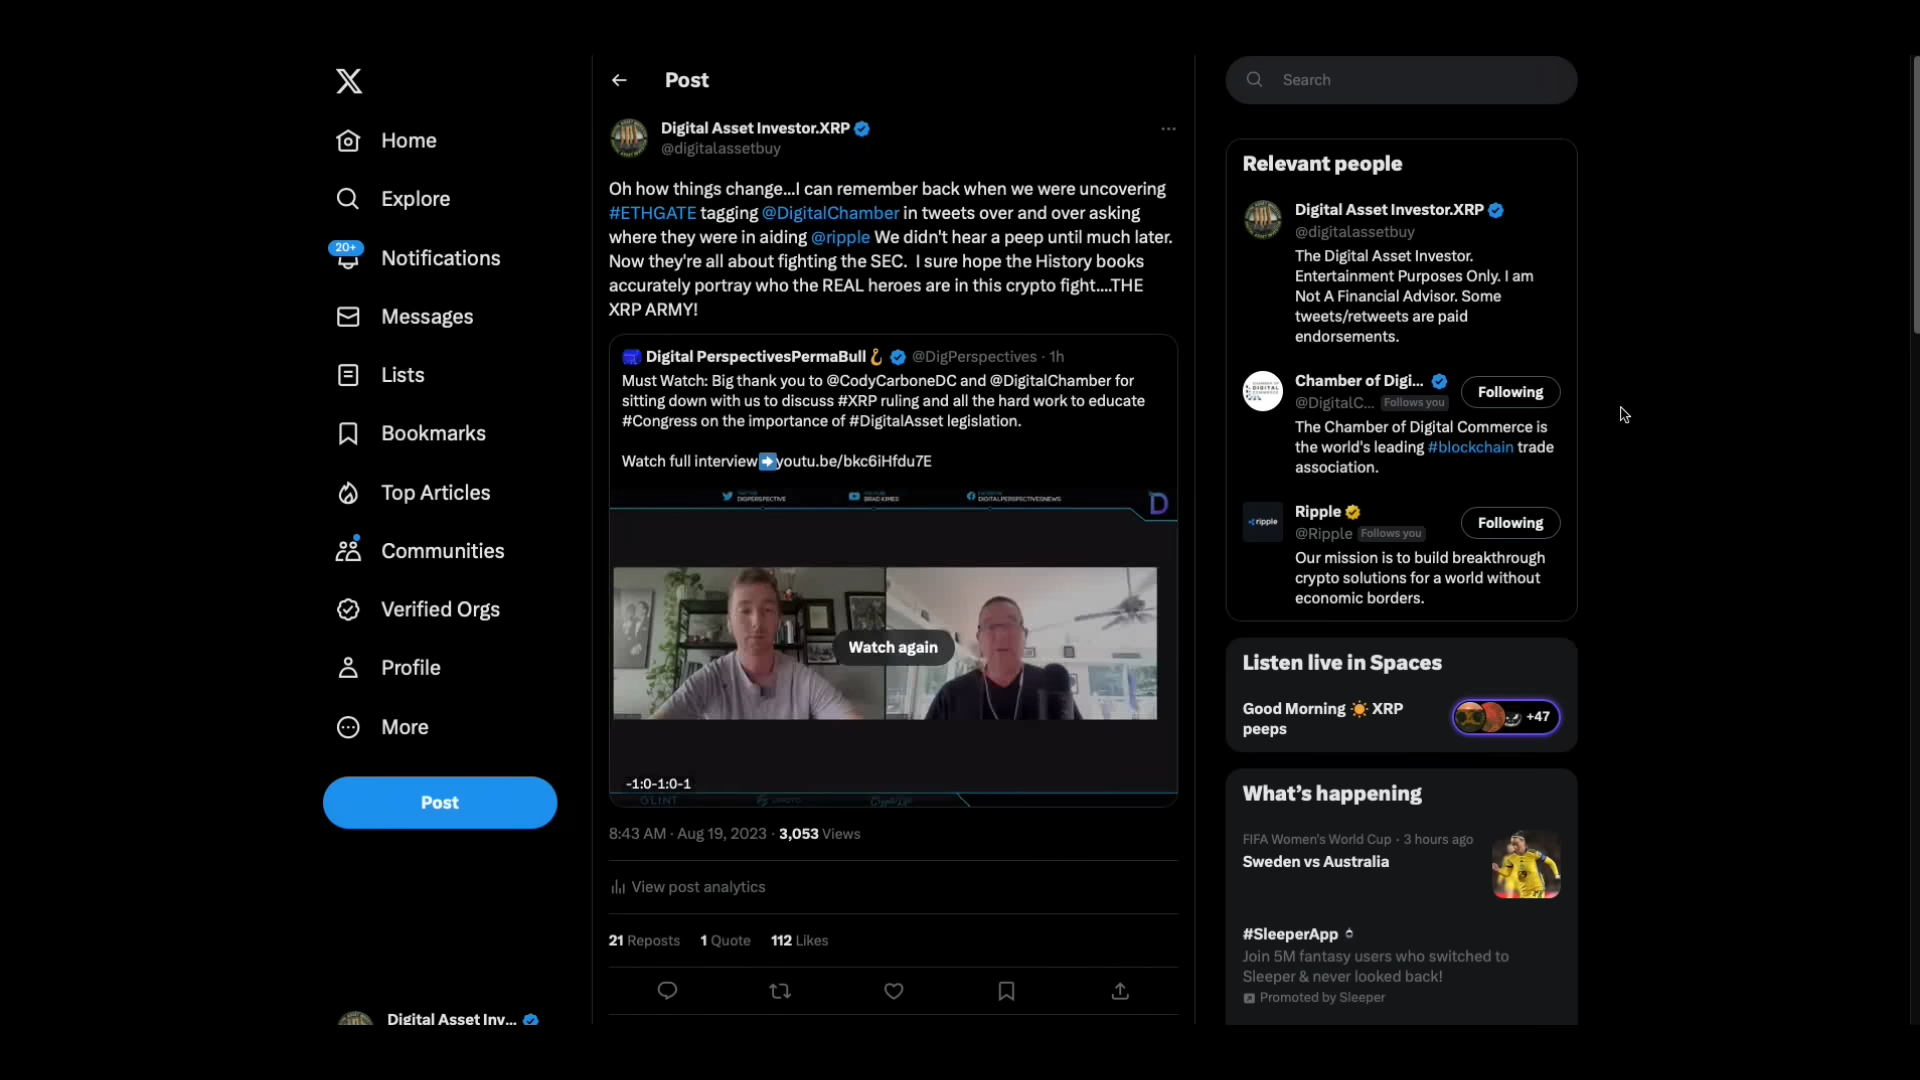 Home
Explore
20+
Notifications
Messages
Lists
Bookmarks
Top Articles
Communities
Verified Orgs
Profile
More
Post
Digital Asset Inv...
Post
Digital Asset Investor.XRP
@digitalassetbuy
Oh how things change...I can remember back when we were uncovering
#ETHGATE tagging @DigitalChamber in tweets over and over asking
where they were in aiding @ripple We didn't hear a peep until much later.
Now they're all about fighting the SEC.  I sure hope the History books
accurately portray who the REAL heroes are in this crypto fight....THE
XRP ARMY!
Digital PerspectivesPermaBull🪝 @DigPerspectives · 1h
Must Watch: Big thank you to @CodyCarboneDC and @DigitalChamber for
sitting down with us to discuss #XRP ruling and all the hard work to educate
#Congress on the importance of #DigitalAsset legislation.
Watch full interview➡️youtu.be/bkc6iHfdu7E
DIGPERSPECTIVE
BRAD KIMES
DIGITALPERSPECTIVESNEWS
D
Watch again
-1:0-1:0-1
GLINT
8:43 AM · Aug 19, 2023 · 3,053 Views
View post analytics
21 Reposts 1 Quote 112 Likes
Search
Relevant people
Digital Asset Investor.XRP
@digitalassetbuy
The Digital Asset Investor.
Entertainment Purposes Only. I am
Not A Financial Advisor. Some
tweets/retweets are paid
endorsements.
Chamber of Digi...
Following
@DigitalC... Follows you
The Chamber of Digital Commerce is
the world's leading #blockchain trade
association.
ripple
Ripple
Following
@Ripple Follows you
Our mission is to build breakthrough
crypto solutions for a world without
economic borders.
Listen live in Spaces
Good Morning ☀️ XRP
peeps
+47
What's happening
FIFA Women's World Cup · 3 hours ago
Sweden vs Australia
#SleeperApp
Join 5M fantasy users who switched to
Sleeper & never looked back!
Promoted by Sleeper